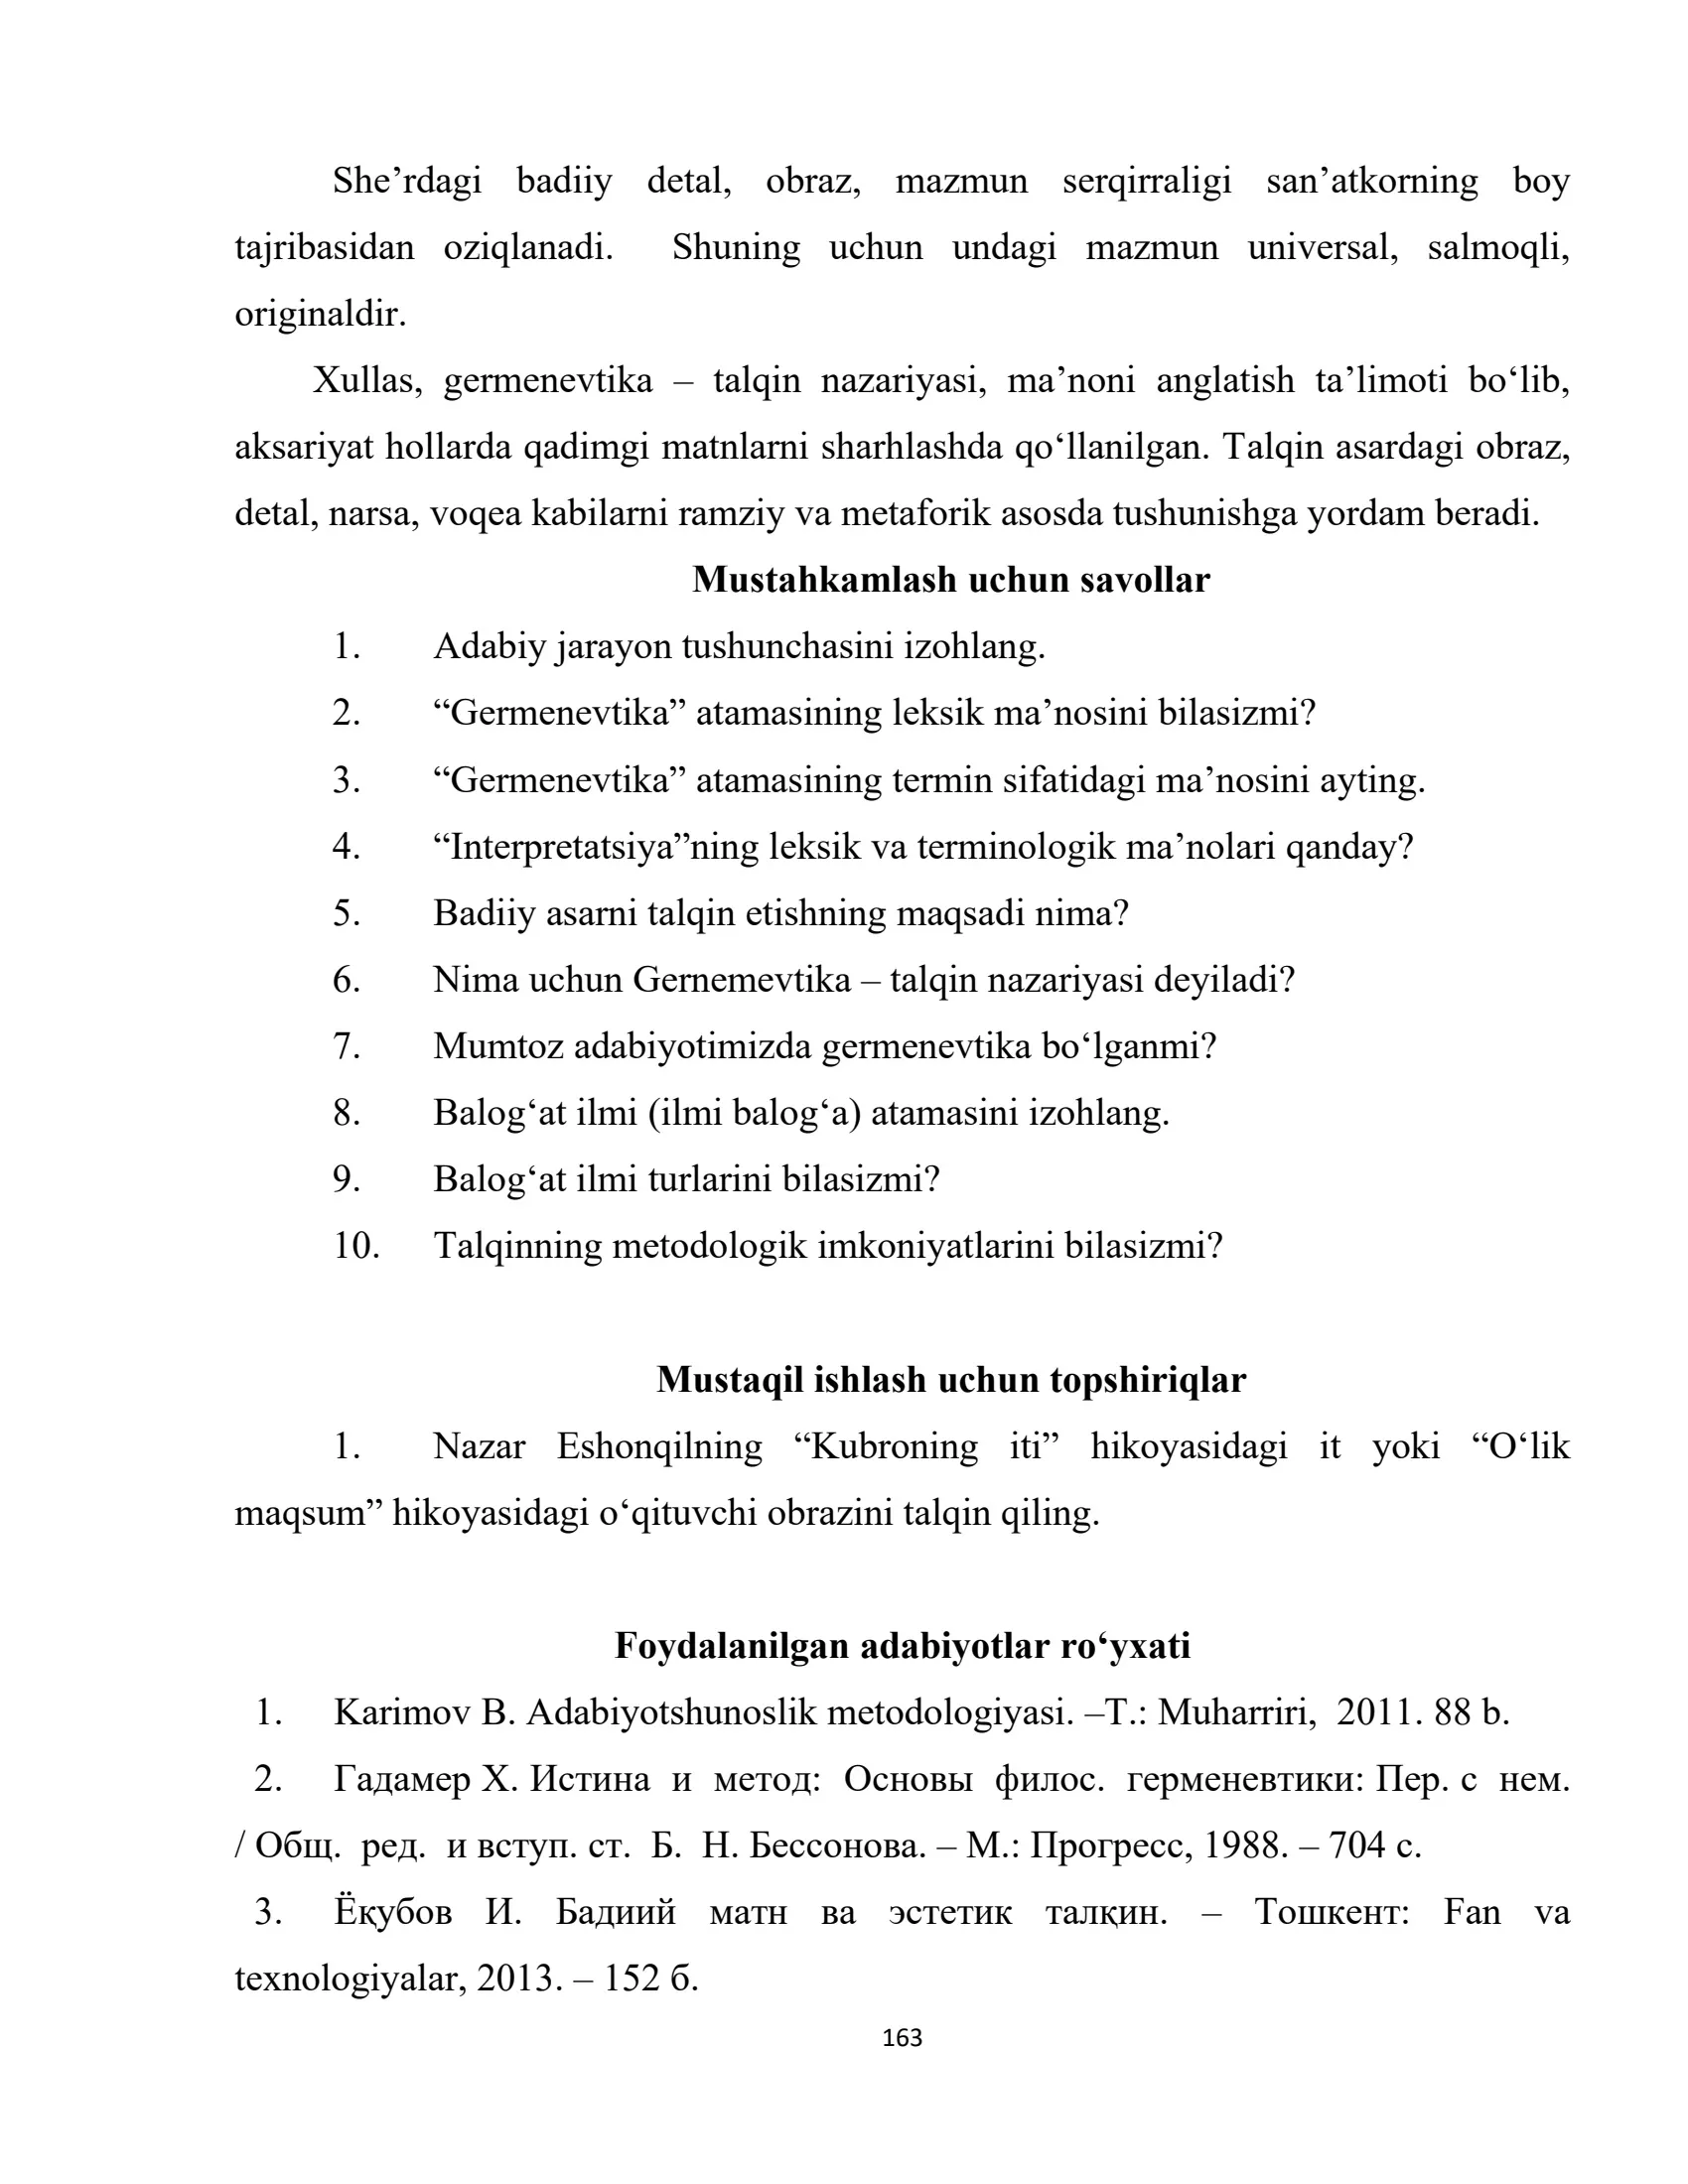 She’rdagi badiiy detal, obraz, mazmun serqirraligi san’atkorning boy
tajribasidan oziqlanadi. Shuning uchun undagi mazmun universal, salmoqli,
originaldir.
Xullas, germenevtika – talqin nazariyasi, ma’noni anglatish ta’limoti bo‘lib,
aksariyat hollarda qadimgi matnlarni sharhlashda qo‘llanilgan. Talqin asardagi obraz,
detal, narsa, voqea kabilarni ramziy va metaforik asosda tushunishga yordam beradi.
Mustahkamlash uchun savollar
1. Adabiy jarayon tushunchasini izohlang.
2. “Germenevtika” atamasining leksik ma’nosini bilasizmi?
3. “Germenevtika” atamasining termin sifatidagi ma’nosini ayting.
4. “Interpretatsiya”ning leksik va terminologik ma’nolari qanday?
5. Badiiy asarni talqin etishning maqsadi nima?
6. Nima uchun Gernemevtika – talqin nazariyasi deyiladi?
7. Mumtoz adabiyotimizda germenevtika bo‘lganmi?
8. Balog‘at ilmi (ilmi balog‘a) atamasini izohlang.
9. Balog‘at ilmi turlarini bilasizmi?
10. Talqinning metodologik imkoniyatlarini bilasizmi?
Mustaqil ishlash uchun topshiriqlar
1. Nazar Eshonqilning “Kubroning iti” hikoyasidagi it yoki “O‘lik
maqsum” hikoyasidagi o‘qituvchi obrazini talqin qiling.
Foydalanilgan adabiyotlar ro‘yxati
1. Karimov B. Adabiyotshunoslik metodologiyasi. –T.: Muharriri, 2011. 88 b.
2. Гадамер Х. Истина и метод: Основы филос. герменевтики: Пер. с нем.
/ Общ. ред. и вступ. ст. Б. Н. Бессонова. – М.: Прогресс, 1988. – 704 с.
3. Ёқубов И. Бадиий матн ва эстетик талқин. – Тошкент: Fan va
texnologiyalar, 2013. – 152 б.
163